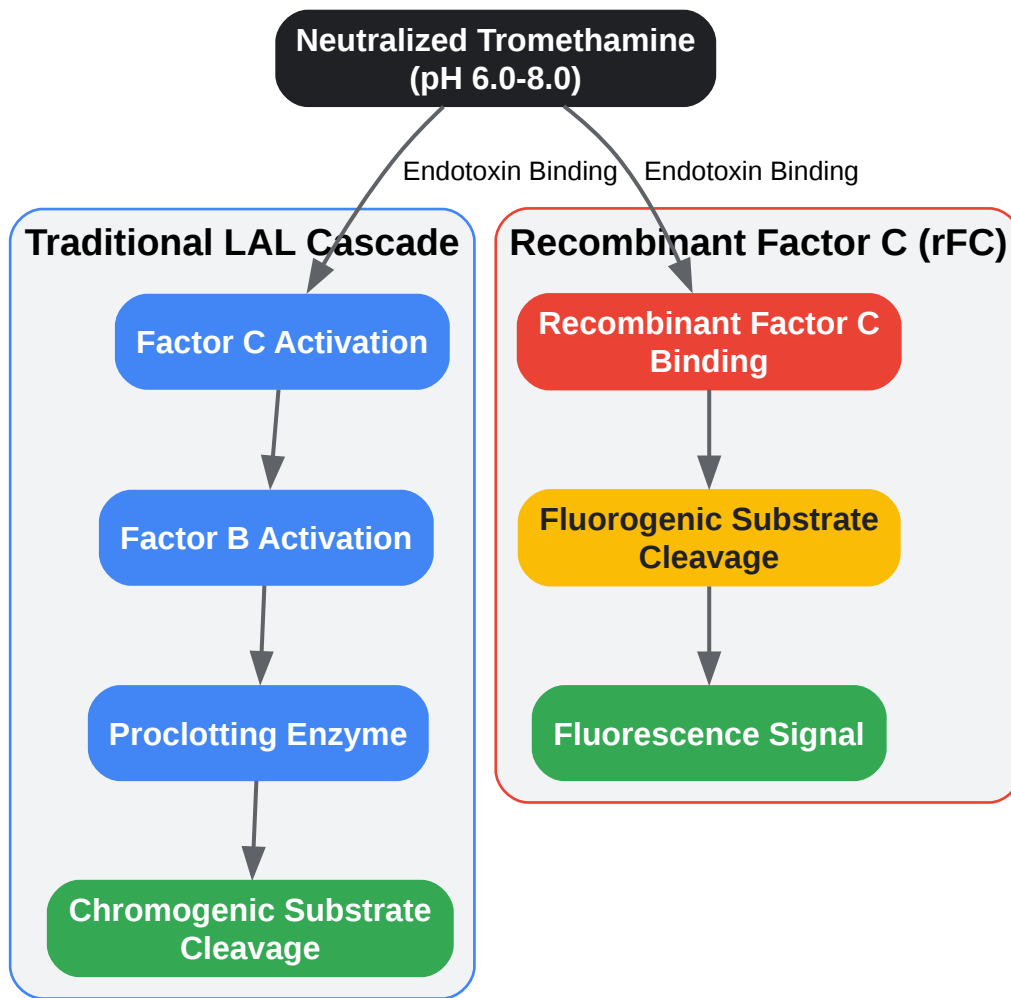 Neutralized Tromethamine
(pH 6.0-8.0)
Endotoxin Binding
Endotoxin Binding
Traditional LAL Cascade
Factor C Activation
Factor B Activation
Proclotting Enzyme
Chromogenic Substrate
Cleavage
Recombinant Factor C (rFC)
Recombinant Factor C
Binding
Fluorogenic Substrate
Cleavage
Fluorescence Signal